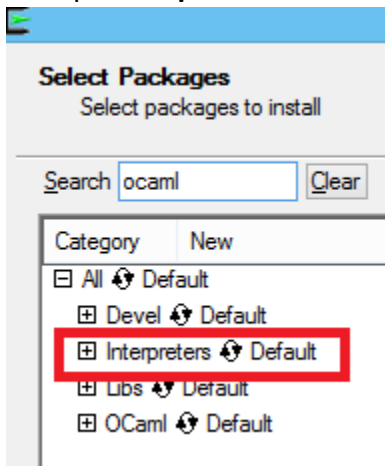 Select Packages
Select packages to install
Search ocaml Clear
Category New
All Default
Devel Default
Interpreters Default
Libs Default
OCaml Default